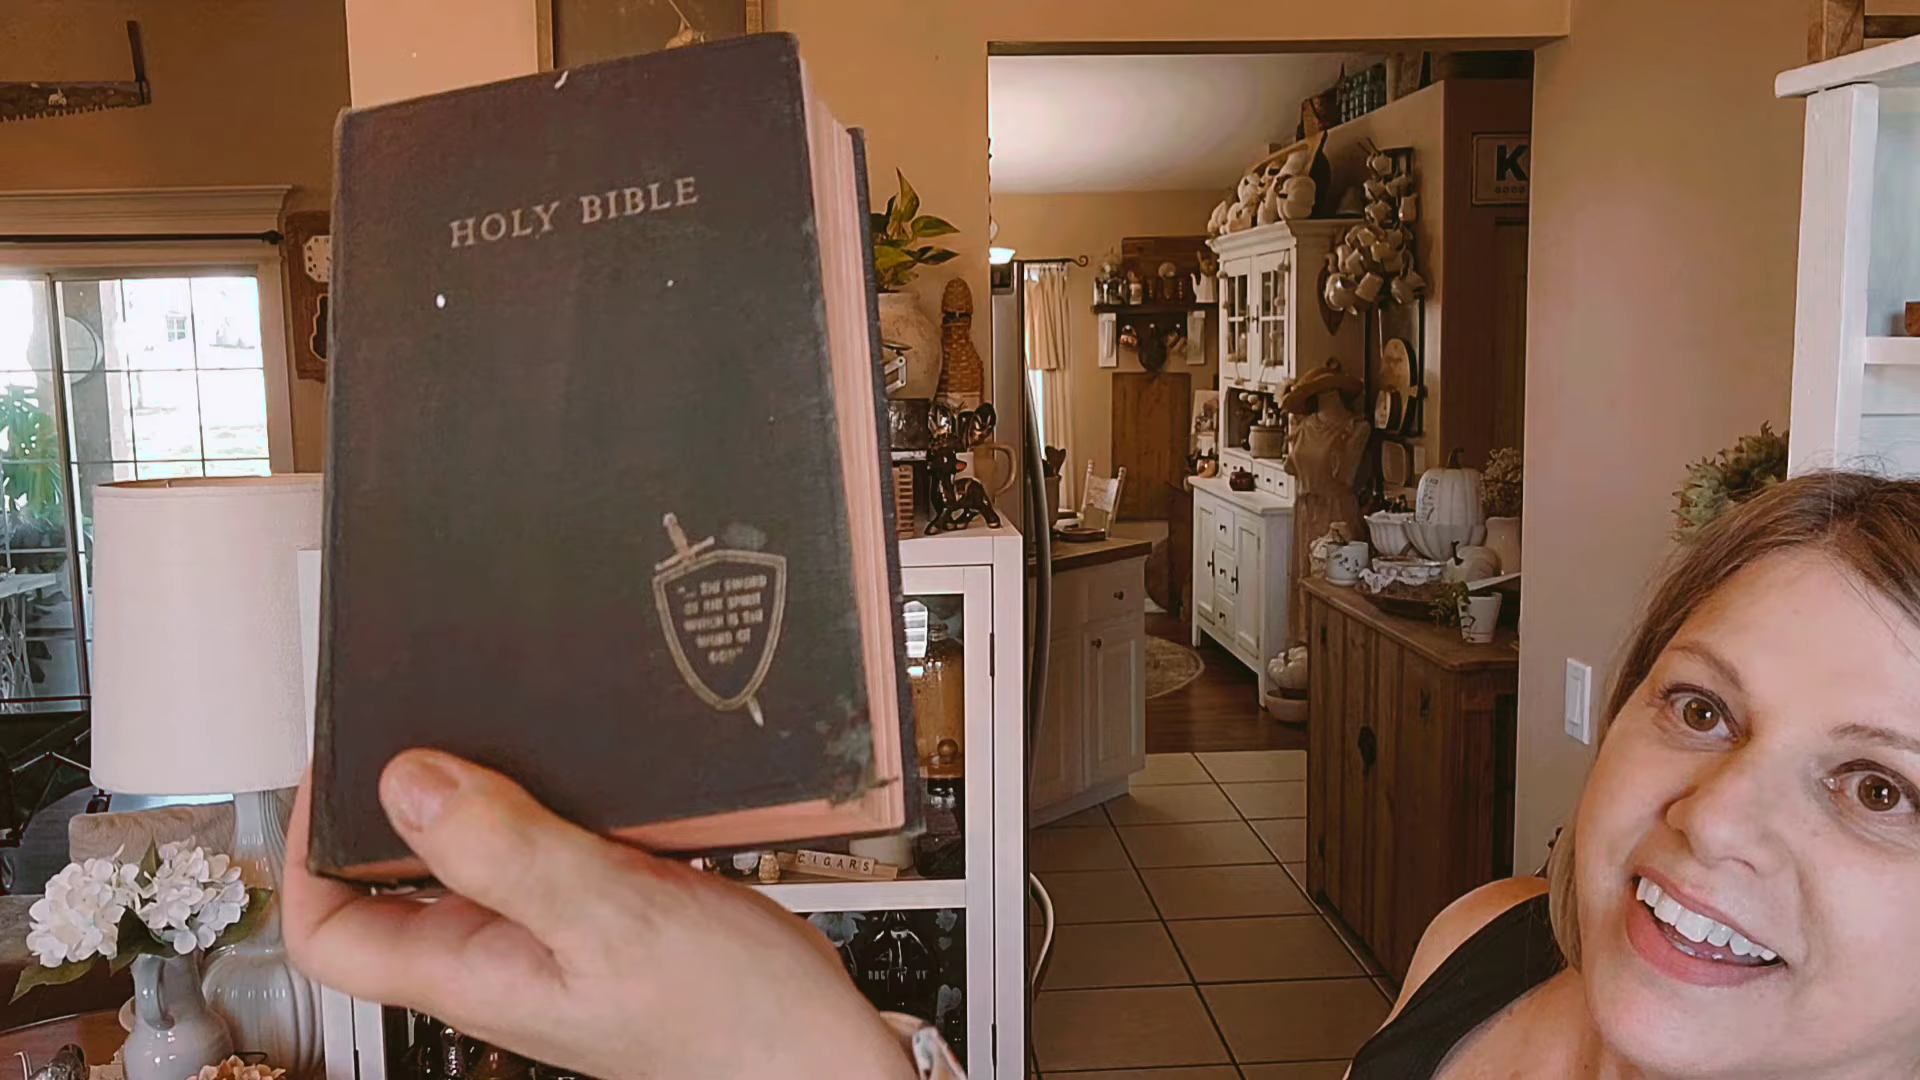 HOLY BIBLE
"... THE SWORD
OF THE SPIRIT
WHICH IS THE
WORD OF
GOD"
K
CIGARS